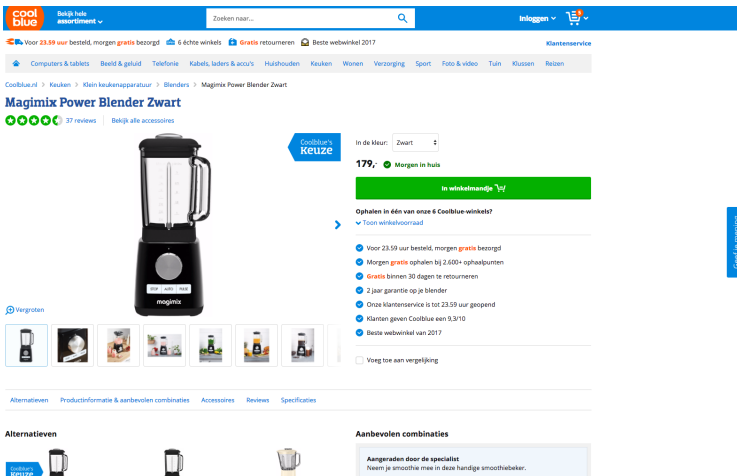 cool
blue
Bekijk hele
assortiment
Zoeken naar...
Inloggen
Voor 23.59 uur besteld, morgen gratis bezorgd
6 échte winkels
Gratis retourneren
Beste webwinkel 2017
Klantenservice
Computers & tablets
Beeld & geluid
Telefonie
Kabels, laders & accu's
Huishouden
Keuken
Wonen
Verzorging
Sport
Foto & video
Tuin
Klussen
Reizen
Coolblue.nl > Keuken > Klein keukenapparatuur > Blenders > Magimix Power Blender Zwart
Magimix Power Blender Zwart
37 reviews
Bekijk alle accessoires
Coolblue's
Keuze
In de kleur: Zwart
179,-
Morgen in huis
In winkelmandje
Ophalen in één van onze 6 Coolblue-winkels?
Toon winkelvoorraad
Voor 23.59 uur besteld, morgen gratis bezorgd
Morgen gratis ophalen bij 2.600+ ophaalpunten
Gratis binnen 30 dagen te retourneren
2 jaar garantie op je blender
Onze klantenservice is tot 23.59 uur geopend
Klanten geven Coolblue een 9,3/10
Beste webwinkel van 2017
Voeg toe aan vergelijking
STOP AUTO PULSE
magimix
Vergroten
Geef je mening
Alternatieven
Productinformatie & aanbevolen combinaties
Accessoires
Reviews
Specificaties
Alternatieven
Coolblue's
Keuze
Aanbevolen combinaties
Aangeraden door de specialist
Neem je smoothie mee in deze handige smoothiebeker.